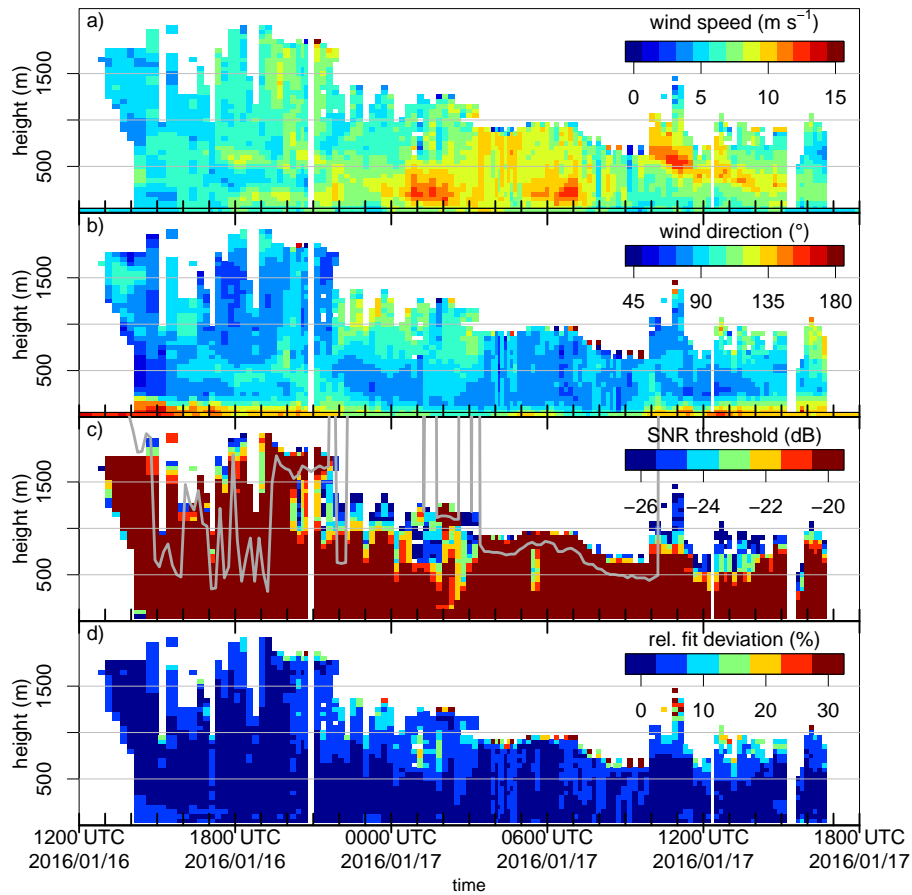 a)
wind speed (m s⁻¹)
0 5 10 15
height (m)
500 1500
b)
wind direction (°)
45 90 135 180
height (m)
500 1500
c)
SNR threshold (dB)
−26 −24 −22 −20
height (m)
500 1500
d)
rel. fit deviation (%)
0 10 20 30
height (m)
500 1500
1200 UTC 1800 UTC 0000 UTC 0600 UTC 1200 UTC 1800 UTC
2016/01/16 2016/01/16 2016/01/17 2016/01/17 2016/01/17 2016/01/17
time